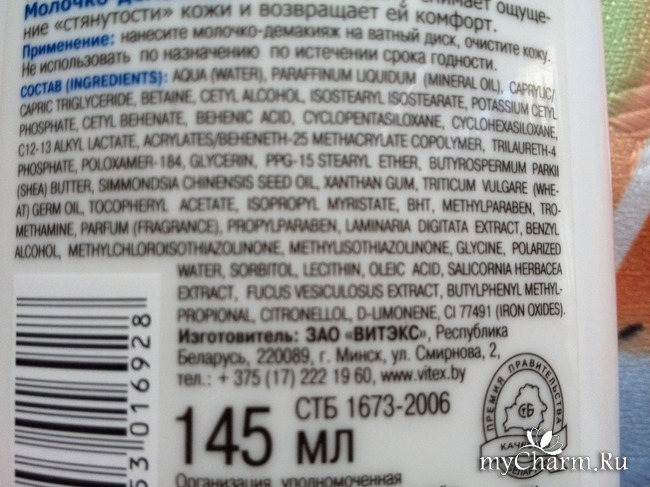 Молочко-
ощуще-
ние «стянутости» кожи и возвращает ей комфорт.
Применение: нанесите молочко-демакияж на ватный диск, очистите кожу.
Не использовать по назначению по истечении срока годности.
СОСТАВ (INGREDIENTS): AQUA (WATER), PARAFFINUM LIQUIDUM (MINERAL OIL), CAPRYLIC/
CAPRIC TRIGLYCERIDE, BETAINE, CETYL ALCOHOL, ISOSTEARYL ISOSTEARATE, POTASSIUM CETYL
PHOSPHATE, CETYL BEHENATE, BEHENIC ACID, CYCLOPENTASILOXANE, CYCLOHEXASILOXANE,
C12-13 ALKYL LACTATE, ACRYLATES/BEHENETH-25 METHACRYLATE COPOLYMER, TRILAURETH-4
PHOSPHATE, POLOXAMER-184, GLYCERIN, PPG-15 STEARYL ETHER, BUTYROSPERMUM PARKII
(SHEA) BUTTER, SIMMONDSIA CHINENSIS SEED OIL, XANTHAN GUM, TRITICUM VULGARE (WHE-
AT) GERM OIL, TOCOPHERYL ACETATE, ISOPROPYL MYRISTATE, BHT, METHYLPARABEN, TRO-
METHAMINE, PARFUM (FRAGRANCE), PROPYLPARABEN, LAMINARIA DIGITATA EXTRACT, BENZYL
ALCOHOL, METHYLCHLOROISOTHIAZOLINONE, METHYLISOTHIAZOLINONE, GLYCINE, POLARIZED
WATER, SORBITOL, LECITHIN, OLEIC ACID, SALICORNIA HERBACEA
EXTRACT, FUCUS VESICULOSUS EXTRACT, BUTYLPHENYL METHYL-
PROPIONAL, CITRONELLOL, D-LIMONENE, CI 77491 (IRON OXIDES).
Изготовитель: ЗАО «ВИТЭКС», Республика
Беларусь, 220089, г. Минск, ул. Смирнова, 2,
тел.: + 375 (17) 222 19 60, www.vitex.by
145 мл
СТБ 1673-2006
ПРЕМИЯ ПРАВИТЕЛЬСТВА
СТБ
53 016928
Организация, уполномоченная
myCharm.Ru